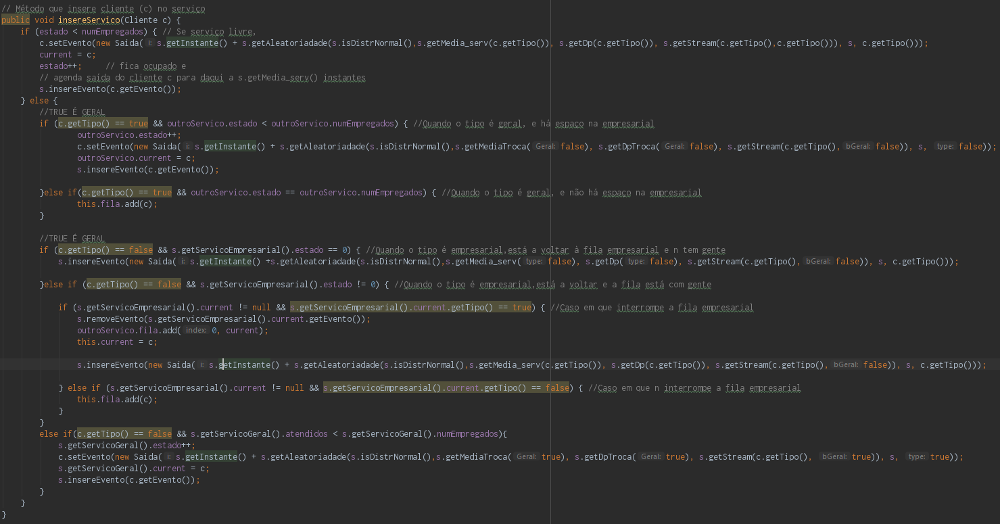 // Método que insere cliente (c) no serviço
public void insereServico(Cliente c) {
if (estado < numEmpregados) { // Se serviço livre,
c.setEvento(new Saida( i: s.getInstante() + s.getAleatoriadade(s.isDistrNormal(),s.getMedia_serv(c.getTipo()), s.getDp(c.getTipo()), s.getStream(c.getTipo(),c.getTipo())), s, c.getTipo()));
current = c;
estado++; // fica ocupado e
// agenda saída do cliente c para daqui a s.getMedia_serv() instantes
s.insereEvento(c.getEvento());
} else {
//TRUE É GERAL
if (c.getTipo() == true && outroServico.estado < outroServico.numEmpregados) { //Quando o tipo é geral, e há espaço na empresarial
outroServico.estado++;
c.setEvento(new Saida( i: s.getInstante() + s.getAleatoriadade(s.isDistrNormal(),s.getMediaTroca( Geral: false), s.getDpTroca( Geral: false), s.getStream(c.getTipo(), bGeral: false)), s, type: false));
outroServico.current = c;
s.insereEvento(c.getEvento());
}else if(c.getTipo() == true && outroServico.estado == outroServico.numEmpregados) { //Quando o tipo é geral, e não há espaço na empresarial
this.fila.add(c);
}
//TRUE É GERAL
if (c.getTipo() == false && s.getServicoEmpresarial().estado == 0) { //Quando o tipo é empresarial,está a voltar à fila empresarial e n tem gente
s.insereEvento(new Saida( i: s.getInstante() +s.getAleatoriadade(s.isDistrNormal(),s.getMedia_serv( type: false), s.getDp( type: false), s.getStream(c.getTipo(), bGeral: false)), s, c.getTipo()));
}else if (c.getTipo() == false && s.getServicoEmpresarial().estado != 0) { //Quando o tipo é empresarial,está a voltar e a fila está com gente
if (s.getServicoEmpresarial().current != null && s.getServicoEmpresarial().current.getTipo() == true) { //Caso em que interrompe a fila empresarial
s.removeEvento(s.getServicoEmpresarial().current.getEvento());
outroServico.fila.add( index: 0, current);
this.current = c;
s.insereEvento(new Saida( i: s.getInstante() + s.getAleatoriadade(s.isDistrNormal(),s.getMedia_serv(c.getTipo()), s.getDp(c.getTipo()), s.getStream(c.getTipo(), bGeral: false)), s, c.getTipo()));
} else if (s.getServicoEmpresarial().current != null && s.getServicoEmpresarial().current.getTipo() == false) { //Caso em que n interrompe a fila empresarial
this.fila.add(c);
}
}
else if(c.getTipo() == false && s.getServicoGeral().atendidos < s.getServicoGeral().numEmpregados){
s.getServicoGeral().estado++;
c.setEvento(new Saida( i: s.getInstante() + s.getAleatoriadade(s.isDistrNormal(),s.getMediaTroca( Geral: true), s.getDpTroca( Geral: true), s.getStream(c.getTipo(), bGeral: true)), s, type: true));
s.getServicoGeral().current = c;
s.insereEvento(c.getEvento());
}
}
}